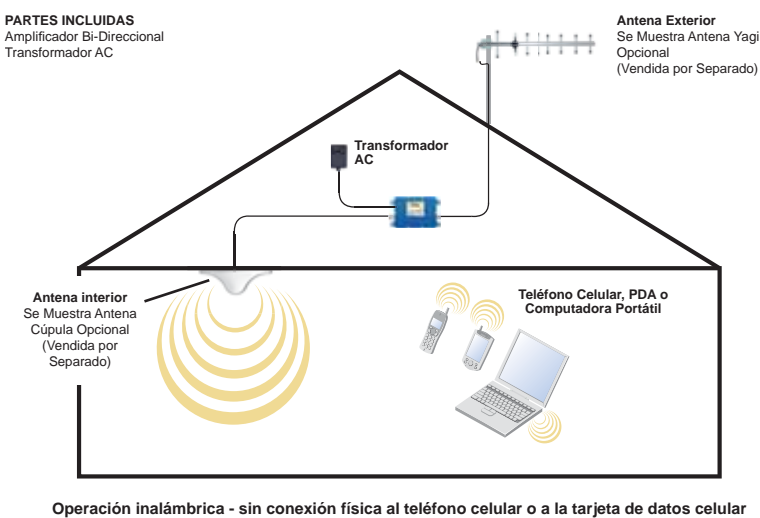 PARTES INCLUIDAS
Amplificador Bi-Direccional
Transformador AC
Antena Exterior
Se Muestra Antena Yagi
Opcional
(Vendida por Separado)
Transformador
AC
Antena interior
Se Muestra Antena
Cúpula Opcional
(Vendida por
Separado)
Teléfono Celular, PDA o
Computadora Portátil
Operación inalámbrica - sin conexión física al teléfono celular o a la tarjeta de datos celular